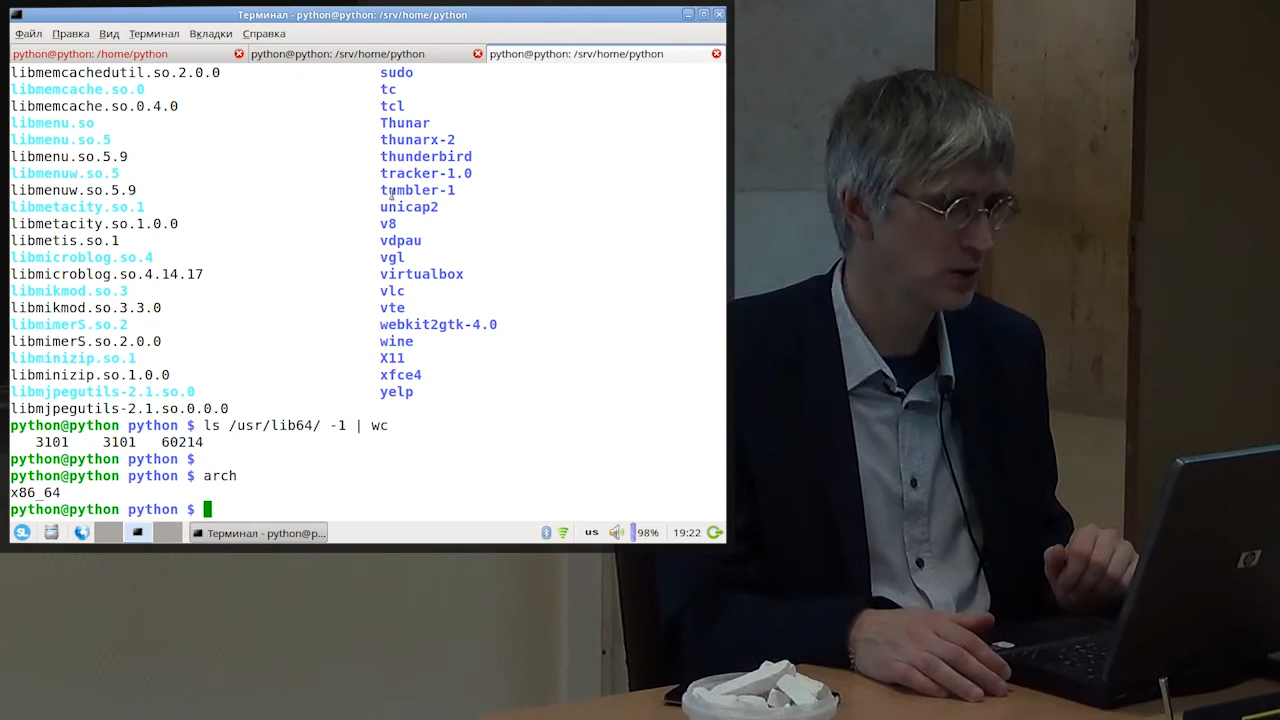 Терминал - python@python: /srv/home/python
Файл Правка Вид Терминал Вкладки Справка
python@python: /home/python python@python: /srv/home/python python@python: /srv/home/python
libmemcachedutil.so.2.0.0 sudo
libmemcache.so.0 tc
libmemcache.so.0.4.0 tcl
libmenu.so Thunar
libmenu.so.5 thunarx-2
libmenu.so.5.9 thunderbird
libmenuw.so.5 tracker-1.0
libmenuw.so.5.9 tumbler-1
libmetacity.so.1 unicap2
libmetacity.so.1.0.0 v8
libmetis.so.1 vdpau
libmicroblog.so.4 vgl
libmicroblog.so.4.14.17 virtualbox
libmikmod.so.3 vlc
libmikmod.so.3.3.0 vte
libmimerS.so.2 webkit2gtk-4.0
libmimerS.so.2.0.0 wine
libminizip.so.1 X11
libminizip.so.1.0.0 xfce4
libmjpegutils-2.1.so.0 yelp
libmjpegutils-2.1.so.0.0.0
python@python python $ ls /usr/lib64/ -1 | wc
3101 3101 60214
python@python python $
python@python python $ arch
x86_64
python@python python $
SL Терминал - python@p... us 98% 19:22
hp